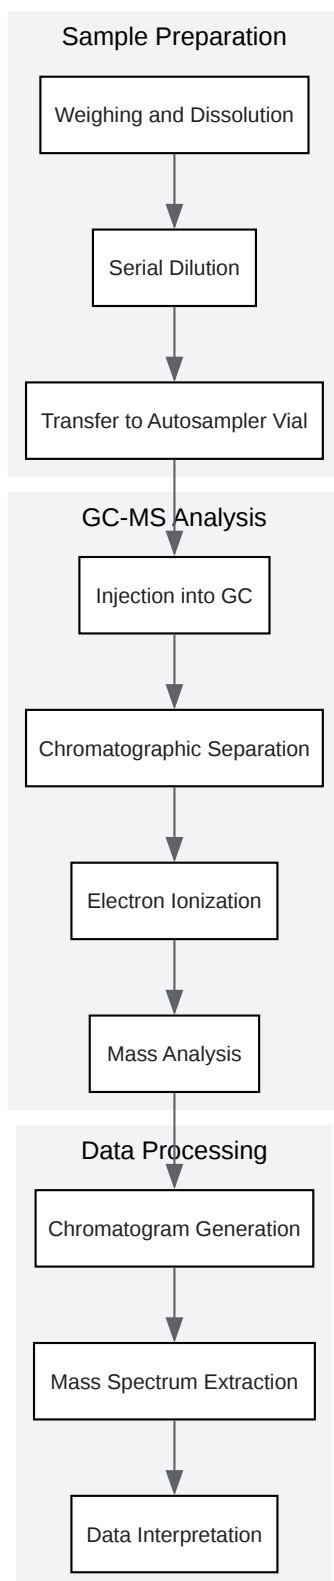 Sample Preparation
Weighing and Dissolution
Serial Dilution
Transfer to Autosampler Vial
GC-MS Analysis
Injection into GC
Chromatographic Separation
Electron Ionization
Mass Analysis
Data Processing
Chromatogram Generation
Mass Spectrum Extraction
Data Interpretation